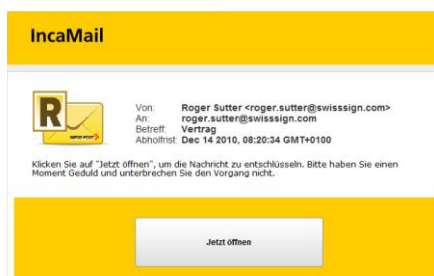 IncaMail
R
SWISS POST
Von: Roger Sutter <roger.sutter@swisssign.com>
An: roger.sutter@swisssign.com
Betreff: Vertrag
Abholfrist: Dec 14 2010, 08:20:34 GMT+0100
Klicken Sie auf "Jetzt öffnen", um die Nachricht zu entschlüsseln. Bitte haben Sie einen
Moment Geduld und unterbrechen Sie den Vorgang nicht.
Jetzt öffnen